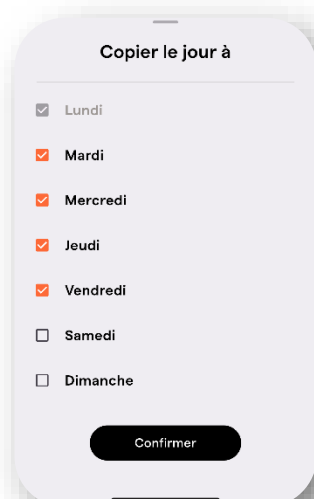 Copier le jour à
Lundi
Mardi
Mercredi
Jeudi
Vendredi
Samedi
Dimanche
Confirmer